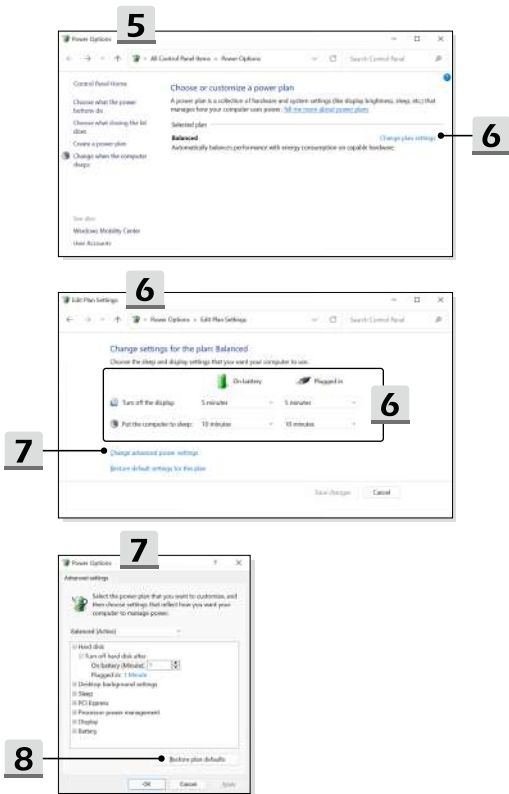 5
Power Options
All Control Panel Items > Power Options
Search Control Panel
Control Panel Home
Choose what the power
buttons do
Choose what closing the lid
does
Create a power plan
Change when the computer
sleeps
Choose or customize a power plan
A power plan is a collection of hardware and system settings (like display brightness, sleep, etc.) that
manages how your computer uses power. Tell me more about power plans
Selected plan
Balanced
Change plan settings
Automatically balances performance with energy consumption on capable hardware.
6
See also
Windows Mobility Center
User Accounts
6
Edit Plan Settings
Power Options > Edit Plan Settings
Search Control Panel
Change settings for the plan: Balanced
Choose the sleep and display settings that you want your computer to use.
On battery
Plugged in
Turn off the display:
5 minutes
5 minutes
6
Put the computer to sleep:
10 minutes
10 minutes
7
Change advanced power settings
Restore default settings for this plan
Save changes
Cancel
7
Power Options
?
Advanced settings
Select the power plan that you want to customize, and
then choose settings that reflect how you want your
computer to manage power.
Balanced [Active]
Hard disk
Turn off hard disk after
On battery (Minute):
Plugged in: 1 Minute
Desktop background settings
Sleep
PCI Express
Processor power management
Display
Battery
8
Restore plan defaults
OK
Cancel
Apply